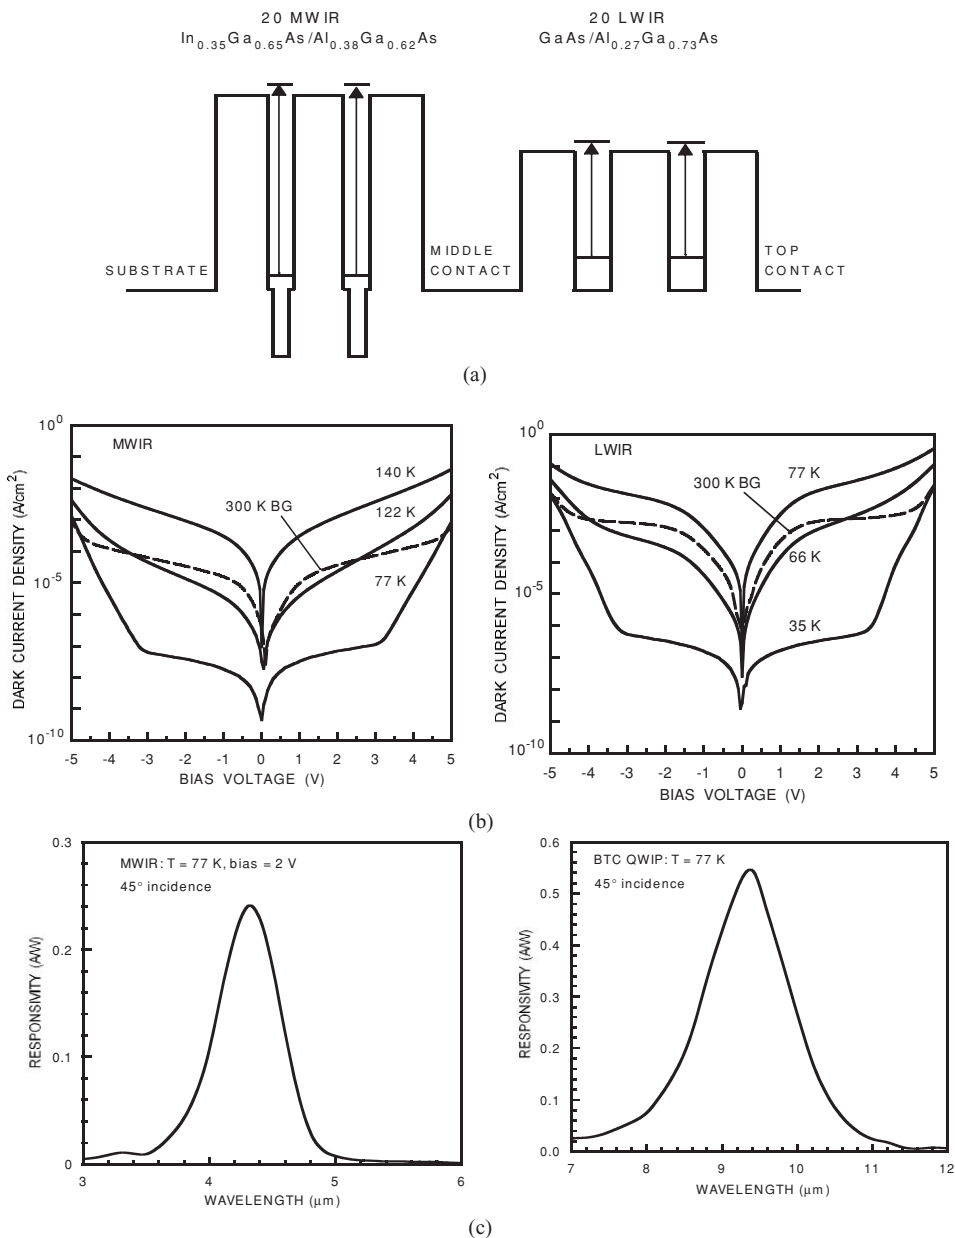 20 MWIR
In0.35Ga0.65As/Al0.38Ga0.62As
20 LWIR
GaAs/Al0.27Ga0.73As
SUBSTRATE
MIDDLE
CONTACT
TOP
CONTACT
(a)
MWIR
140 K
300 K BG
122 K
77 K
10^0
10^-5
10^-10
-5 -4 -3 -2 -1 0 1 2 3 4 5
BIAS VOLTAGE (V)
DARK CURRENT DENSITY (A/cm^2)
LWIR
77 K
300 K BG
66 K
35 K
10^0
10^-5
10^-10
-5 -4 -3 -2 -1 0 1 2 3 4 5
BIAS VOLTAGE (V)
DARK CURRENT DENSITY (A/cm^2)
(b)
MWIR: T = 77 K, bias = 2 V
45° incidence
0.3
0.2
0.1
0
3 4 5 6
WAVELENGTH (μm)
RESPONSIVITY (A/W)
BTC QWIP: T = 77 K
45° incidence
0.6
0.5
0.4
0.3
0.2
0.1
0.0
7 8 9 10 11 12
WAVELENGTH (μm)
RESPONSIVITY (A/W)
(c)